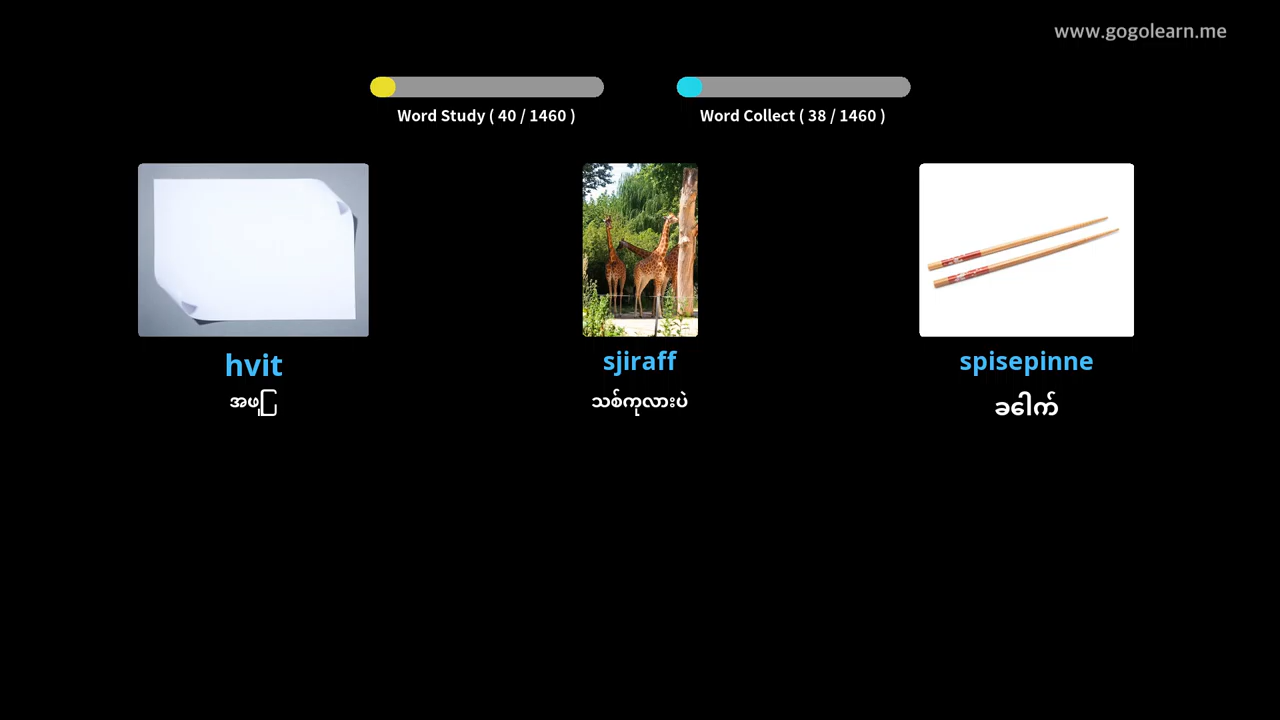 www.gogolearn.me
Word Study ( 40 / 1460 )
Word Collect ( 38 / 1460 )
hvit
sjiraff
spisepinne
အဖူြ
သစ်ကုလားပဲ
ခေါက်